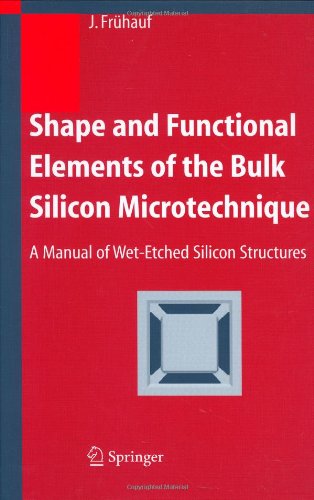 J. Frühauf
Shape and Functional
Elements of the Bulk
Silicon Microtechnique
A Manual of Wet-Etched Silicon Structures
Springer